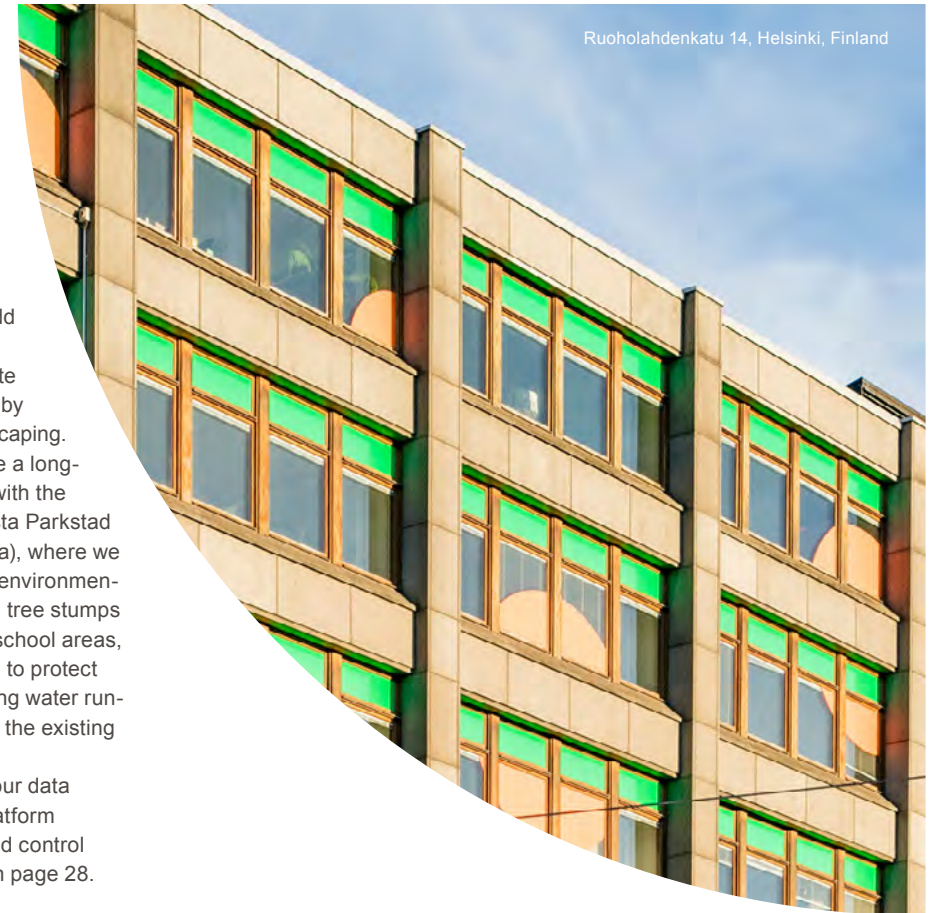 Ruoholahdenkatu 14, Helsinki, Finland
ld
te
by
caping.
e a long-
with the
sta Parkstad
a), where we
environmen-
tree stumps
school areas,
to protect
ng water run-
the existing
our data
atform
d control
n page 28.